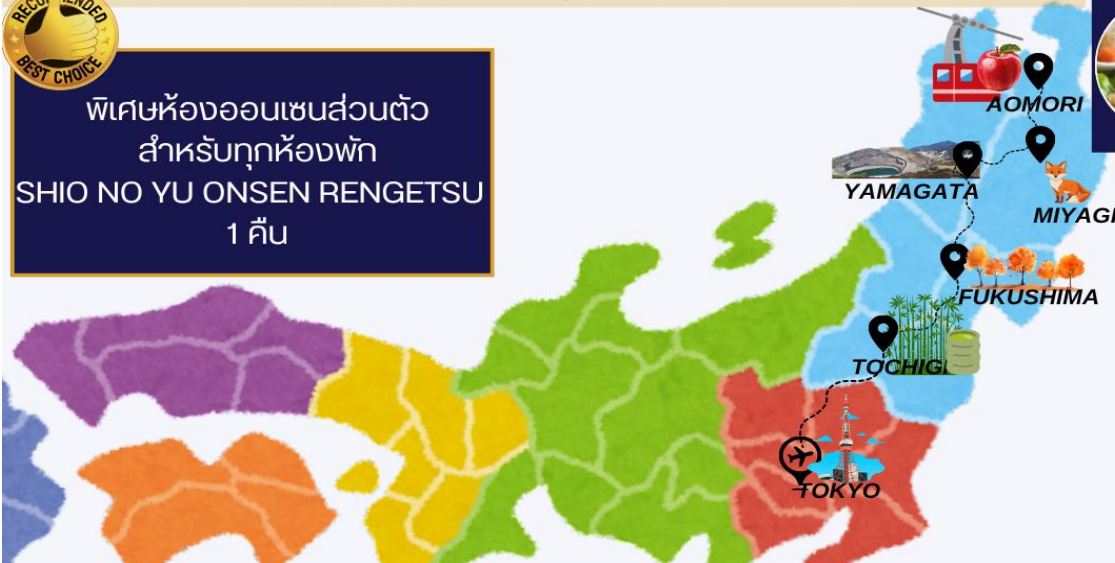 RECOMMENDED
BEST CHOICE
พิเศษห้องออนเซนส่วนตัว
สำหรับทุกห้องพัก
SHIO NO YU ONSEN RENGETSU
1 คืน
AOMORI
YAMAGATA
MIYAGI
FUKUSHIMA
TOCHIGI
TOKYO